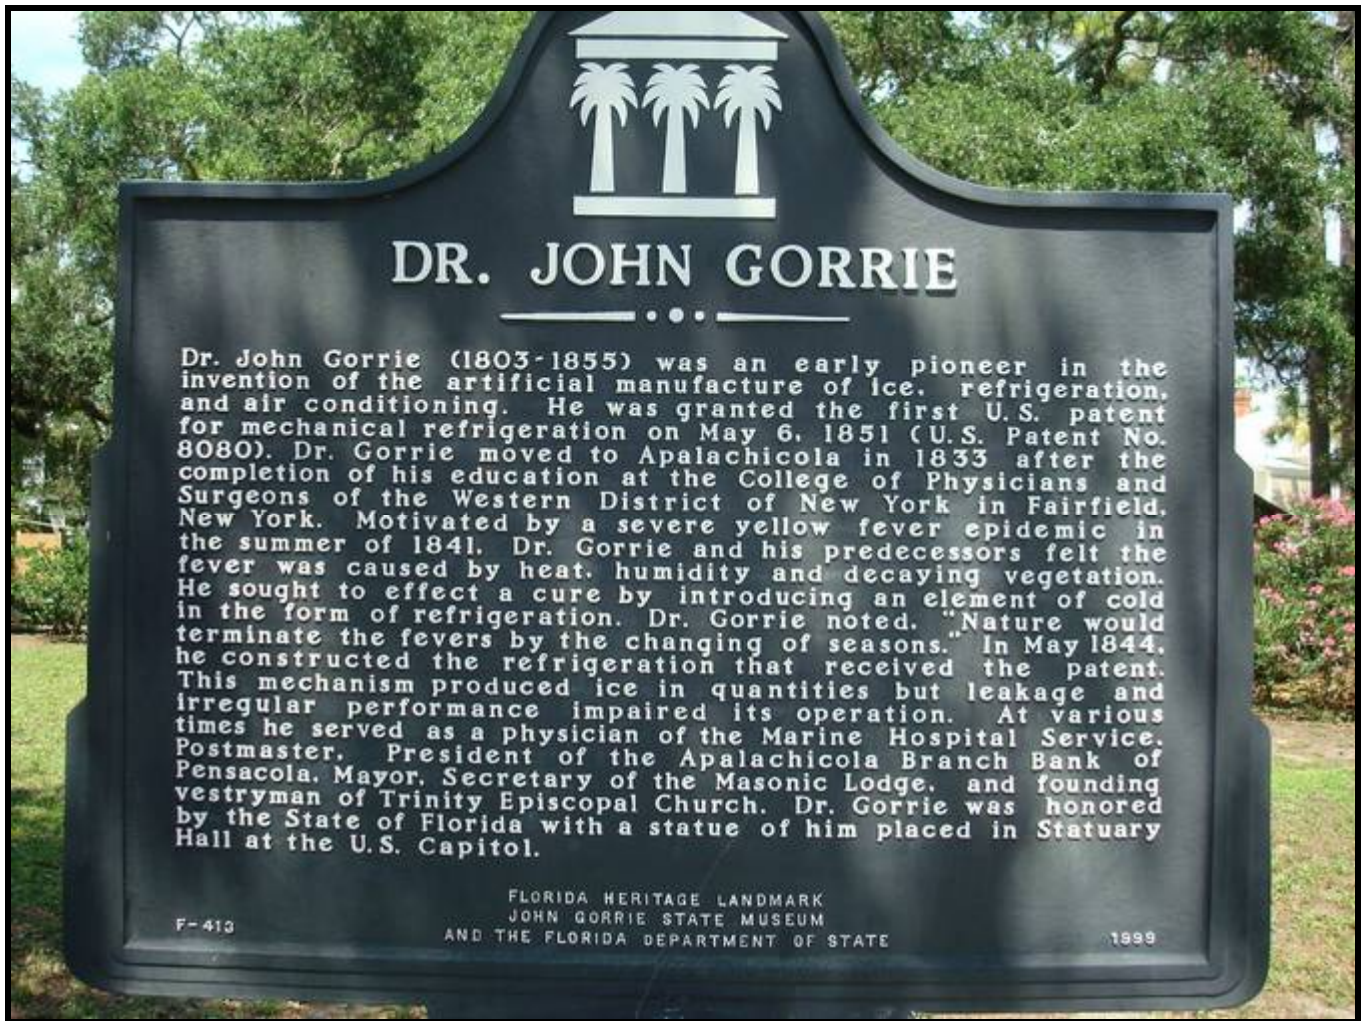 DR. JOHN GORRIE
Dr. John Gorrie (1803-1855) was an early pioneer in the
invention of the artificial manufacture of ice, refrigeration,
and air conditioning. He was granted the first U.S. patent
for mechanical refrigeration on May 6, 1851 (U.S. Patent No.
8080). Dr. Gorrie moved to Apalachicola in 1833 after the
completion of his education at the College of Physicians and
Surgeons of the Western District of New York in Fairfield,
New York. Motivated by a severe yellow fever epidemic in
the summer of 1841, Dr. Gorrie and his predecessors felt the
fever was caused by heat, humidity and decaying vegetation.
He sought to effect a cure by introducing an element of cold
in the form of refrigeration. Dr. Gorrie noted, "Nature would
terminate the fevers by the changing of seasons." In May 1844,
he constructed the refrigeration that received the patent.
This mechanism produced ice in quantities but leakage and
irregular performance impaired its operation. At various
times he served as a physician of the Marine Hospital Service,
Postmaster, President of the Apalachicola Branch Bank of
Pensacola, Mayor, Secretary of the Masonic Lodge, and founding
vestryman of Trinity Episcopal Church. Dr. Gorrie was honored
by the State of Florida with a statue of him placed in Statuary
Hall at the U.S. Capitol.
FLORIDA HERITAGE LANDMARK
JOHN GORRIE STATE MUSEUM
AND THE FLORIDA DEPARTMENT OF STATE
F-413
1999